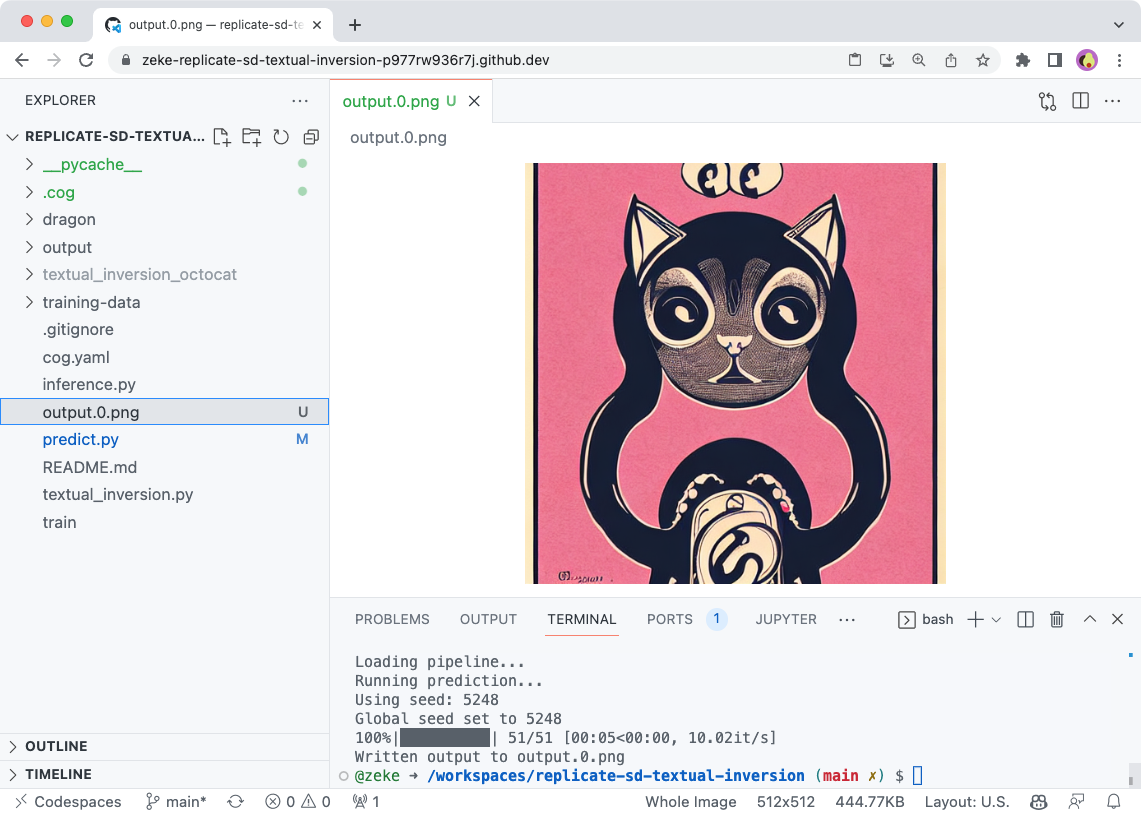 output.0.png — replicate-sd-te
zeke-replicate-sd-textual-inversion-p977rw936r7j.github.dev
EXPLORER
REPLICATE-SD-TEXTUA...
__pycache__
.cog
dragon
output
textual_inversion_octocat
training-data
.gitignore
cog.yaml
inference.py
output.0.png U
predict.py M
README.md
textual_inversion.py
train
OUTLINE
TIMELINE
output.0.png U
output.0.png
PROBLEMS OUTPUT TERMINAL PORTS 1 JUPYTER
bash
Loading pipeline...
Running prediction...
Using seed: 5248
Global seed set to 5248
100%|██████████| 51/51 [00:05<00:00, 10.02it/s]
Written output to output.0.png
@zeke ➜ /workspaces/replicate-sd-textual-inversion (main ✗) $
Codespaces main* 0 0 1 Whole Image 512x512 444.77KB Layout: U.S.